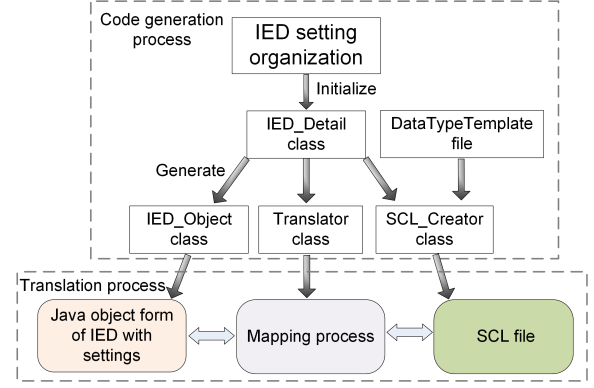 Code generation
process
IED setting
organization
Initialize
IED_Detail
class
DataTypeTemplate
file
Generate
IED_Object
class
Translator
class
SCL_Creator
class
Translation process
Java object form
of IED with
settings
Mapping process
SCL file